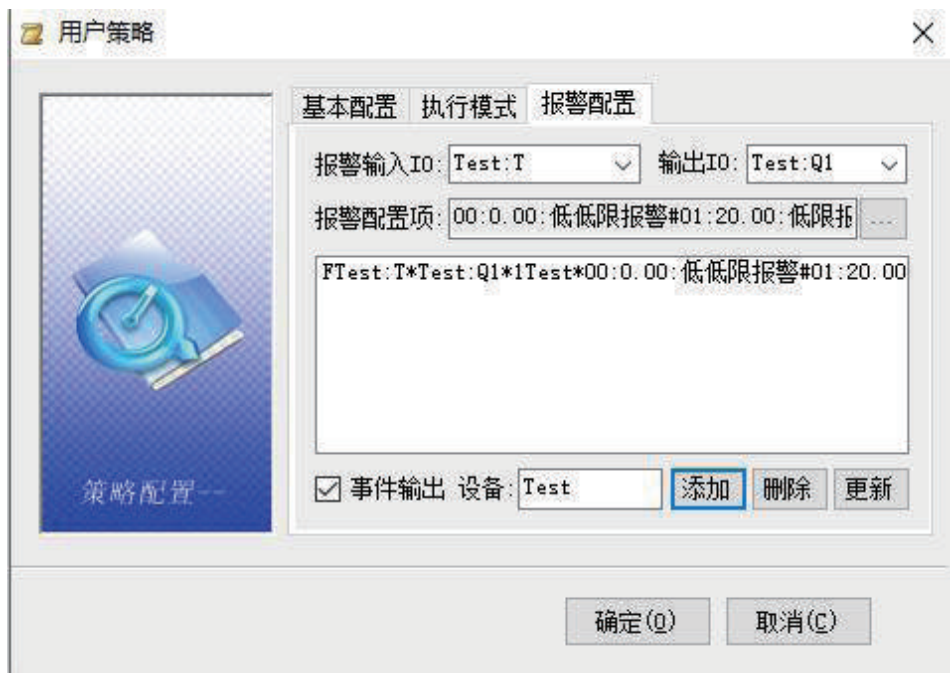 用户策略
基本配置 执行模式 报警配置
报警输入IO: Test:T 输出IO: Test:Q1
报警配置项: 00:0.00:低低限报警#01:20.00:低限报 ...
FTest:T*Test:Q1*1Test*00:0.00:低低限报警#01:20.00
策略配置--
事件输出 设备: Test 添加 删除 更新
确定(O) 取消(C)